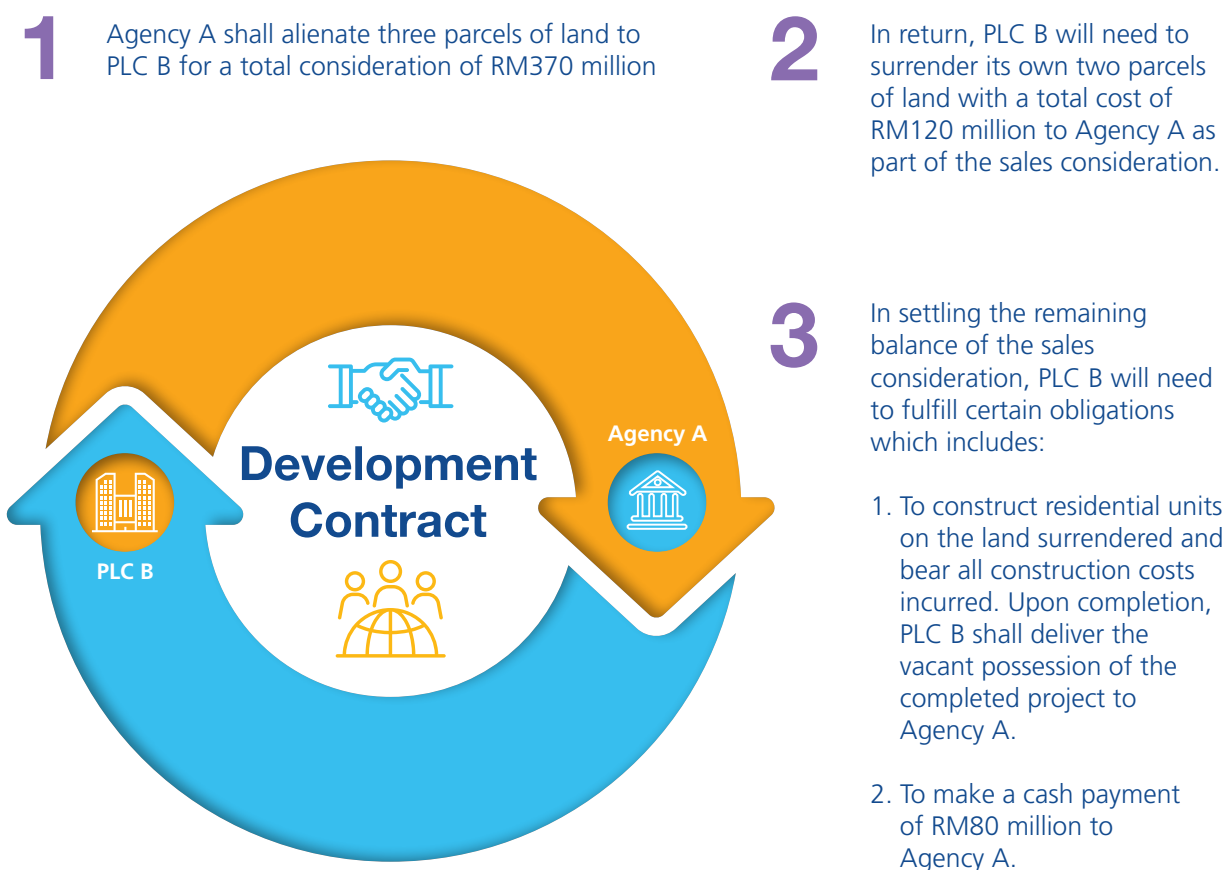 1
Agency A shall alienate three parcels of land to
PLC B for a total consideration of RM370 million
2
In return, PLC B will need to
surrender its own two parcels
of land with a total cost of
RM120 million to Agency A as
part of the sales consideration.
3
In settling the remaining
balance of the sales
consideration, PLC B will need
to fulfill certain obligations
which includes:
1. To construct residential units
on the land surrendered and
bear all construction costs
incurred. Upon completion,
PLC B shall deliver the
vacant possession of the
completed project to
Agency A.
2. To make a cash payment
of RM80 million to
Agency A.
Development
Contract
Agency A
PLC B